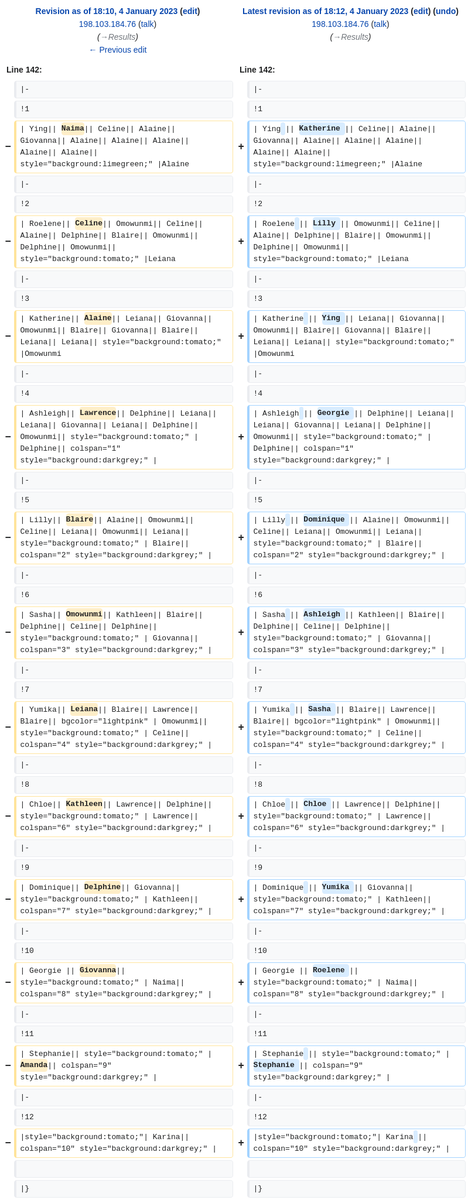 Revision as of 18:10, 4 January 2023 (edit)
198.103.184.76 (talk)
(→Results)
← Previous edit
Latest revision as of 18:12, 4 January 2023 (edit) (undo)
198.103.184.76 (talk)
(→Results)
Line 142:
Line 142:
|-
|-
!1
!1
− | Ying|| Naima|| Celine|| Alaine||
Giovanna|| Alaine|| Alaine|| Alaine||
Alaine|| Alaine||
style="background:limegreen;" |Alaine
+ | Ying || Katherine || Celine|| Alaine||
Giovanna|| Alaine|| Alaine|| Alaine||
Alaine|| Alaine||
style="background:limegreen;" |Alaine
|-
|-
!2
!2
− | Roelene|| Celine|| Omowunmi|| Celine||
Alaine|| Delphine|| Blaire|| Omowunmi||
Delphine|| Omowunmi||
style="background:tomato;" |Leiana
+ | Roelene || Lilly || Omowunmi|| Celine||
Alaine|| Delphine|| Blaire|| Omowunmi||
Delphine|| Omowunmi||
style="background:tomato;" |Leiana
|-
|-
!3
!3
− | Katherine|| Alaine|| Leiana|| Giovanna||
Omowunmi|| Blaire|| Giovanna|| Blaire||
Leiana|| Leiana|| style="background:tomato;"
|Omowunmi
+ | Katherine || Ying || Leiana|| Giovanna||
Omowunmi|| Blaire|| Giovanna|| Blaire||
Leiana|| Leiana|| style="background:tomato;"
|Omowunmi
|-
|-
!4
!4
− | Ashleigh|| Lawrence|| Delphine|| Leiana||
Leiana|| Giovanna|| Leiana|| Delphine||
Omowunmi|| style="background:tomato;" |
Delphine|| colspan="1"
style="background:darkgrey;" |
+ | Ashleigh || Georgie || Delphine|| Leiana||
Leiana|| Giovanna|| Leiana|| Delphine||
Omowunmi|| style="background:tomato;" |
Delphine|| colspan="1"
style="background:darkgrey;" |
|-
|-
!5
!5
− | Lilly|| Blaire|| Alaine|| Omowunmi||
Celine|| Leiana|| Omowunmi|| Leiana||
style="background:tomato;" | Blaire||
colspan="2" style="background:darkgrey;" |
+ | Lilly || Dominique || Alaine|| Omowunmi||
Celine|| Leiana|| Omowunmi|| Leiana||
style="background:tomato;" | Blaire||
colspan="2" style="background:darkgrey;" |
|-
|-
!6
!6
− | Sasha|| Omowunmi|| Kathleen|| Blaire||
Delphine|| Celine|| Delphine||
style="background:tomato;" | Giovanna||
colspan="3" style="background:darkgrey;" |
+ | Sasha || Ashleigh || Kathleen|| Blaire||
Delphine|| Celine|| Delphine||
style="background:tomato;" | Giovanna||
colspan="3" style="background:darkgrey;" |
|-
|-
!7
!7
− | Yumika|| Leiana|| Blaire|| Lawrence||
Blaire|| bgcolor="lightpink" | Omowunmi||
style="background:tomato;" | Celine||
colspan="4" style="background:darkgrey;" |
+ | Yumika || Sasha || Blaire|| Lawrence||
Blaire|| bgcolor="lightpink" | Omowunmi||
style="background:tomato;" | Celine||
colspan="4" style="background:darkgrey;" |
|-
|-
!8
!8
− | Chloe|| Kathleen|| Lawrence|| Delphine||
style="background:tomato;" | Lawrence||
colspan="6" style="background:darkgrey;" |
+ | Chloe || Chloe || Lawrence|| Delphine||
style="background:tomato;" | Lawrence||
colspan="6" style="background:darkgrey;" |
|-
|-
!9
!9
− | Dominique|| Delphine|| Giovanna||
style="background:tomato;" | Kathleen||
colspan="7" style="background:darkgrey;" |
+ | Dominique || Yumika || Giovanna||
style="background:tomato;" | Kathleen||
colspan="7" style="background:darkgrey;" |
|-
|-
!10
!10
− | Georgie || Giovanna||
style="background:tomato;" | Naima||
colspan="8" style="background:darkgrey;" |
+ | Georgie || Roelene ||
style="background:tomato;" | Naima||
colspan="8" style="background:darkgrey;" |
|-
|-
!11
!11
− | Stephanie|| style="background:tomato;" |
Amanda|| colspan="9"
style="background:darkgrey;" |
+ | Stephanie || style="background:tomato;" |
Stephanie || colspan="9"
style="background:darkgrey;" |
|-
|-
!12
!12
− |style="background:tomato;"| Karina||
colspan="10" style="background:darkgrey;" |
+ |style="background:tomato;"| Karina ||
colspan="10" style="background:darkgrey;" |
|}
|}